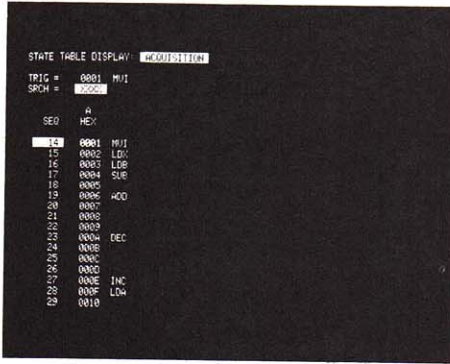 STATE TABLE DISPLAY: ACQUISITION
TRIG = 0001 MVI
SRCH = XXXX
A
SEQ HEX
14 0001 MVI
15 0002 LDX
16 0003 LDB
17 0004 SUB
18 0005
19 0006 ADD
20 0007
21 0008
22 0009
23 000A DEC
24 000B
25 000C
26 000D
27 000E INC
28 000F LDA
29 0010